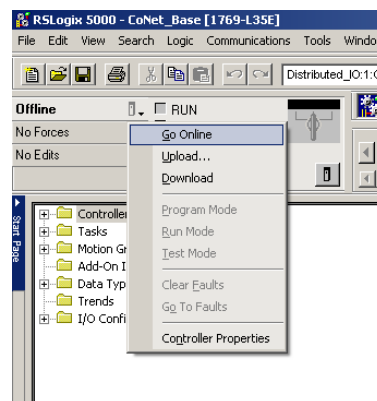 RSLogix 5000 - CoNet_Base [1769-L35E]
File Edit View Search Logic Communications Tools Windo
Distributed_IO:1:
Offline RUN
No Forces
No Edits
Go Online
Upload...
Download
Program Mode
Run Mode
Test Mode
Clear Faults
Go To Faults
Controller Properties
Start Page
Controller
Tasks
Motion Gr
Add-On I
Data Typ
Trends
I/O Confi